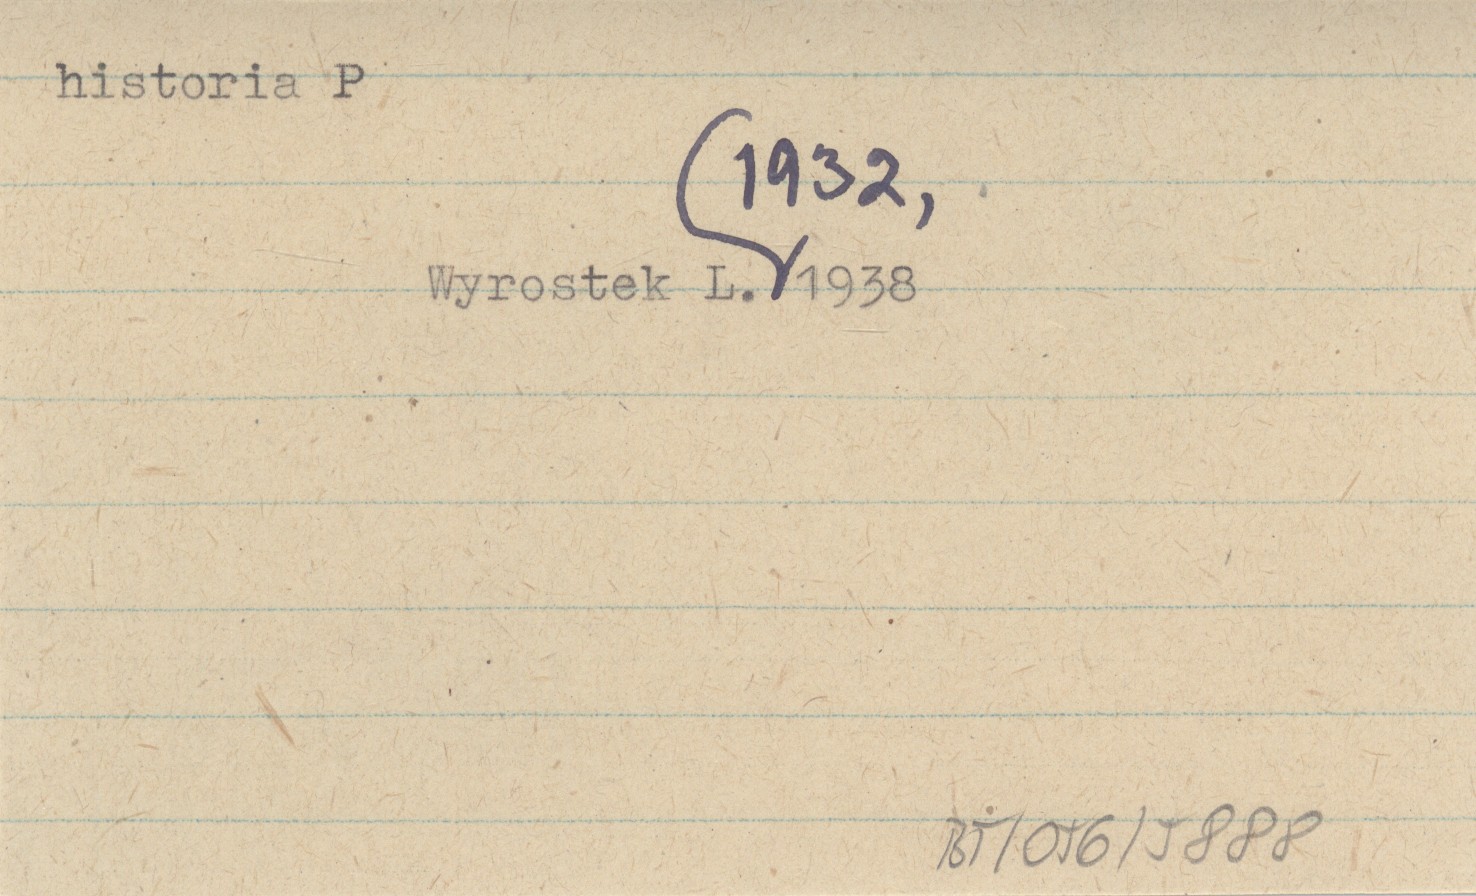 historia P
1932,
Wyrostek L. 1938
BT/056/5888